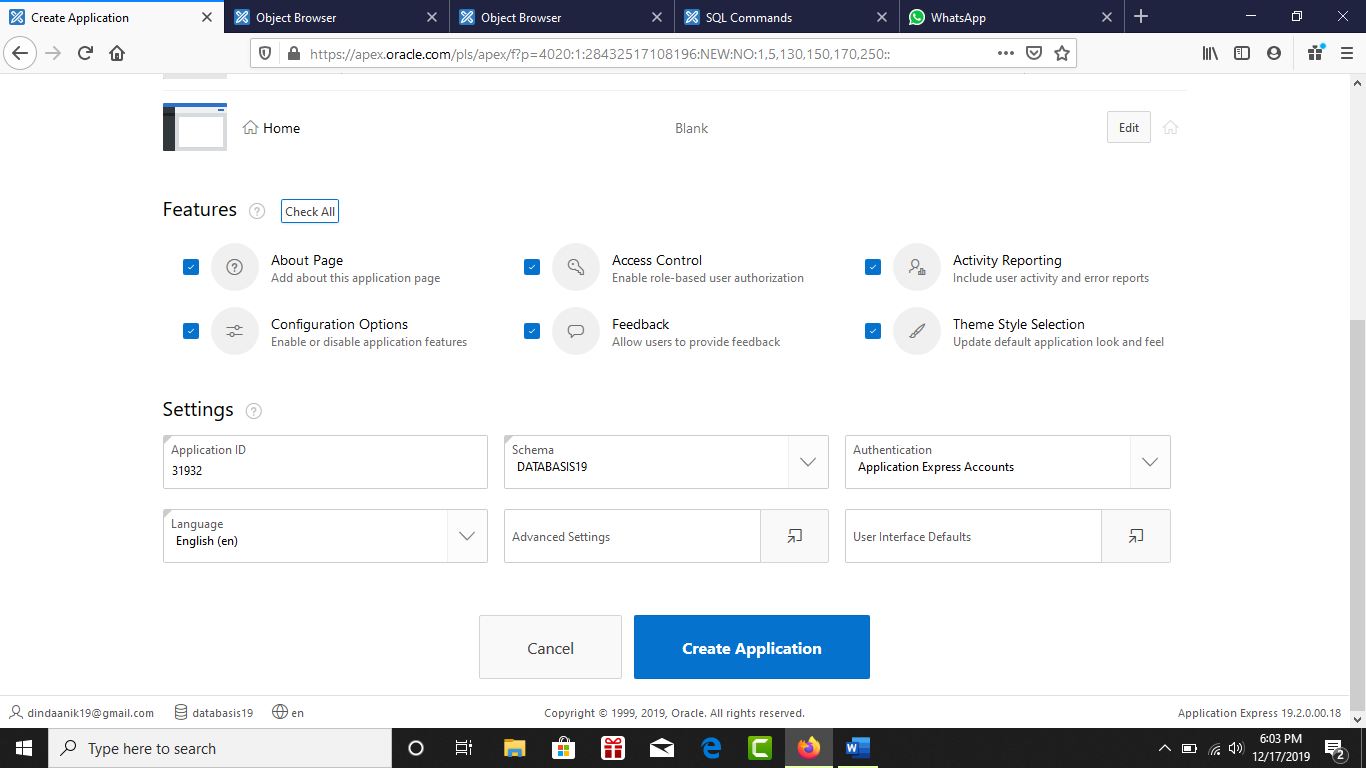 Create Application
Object Browser
Object Browser
SQL Commands
WhatsApp
https://apex.oracle.com/pls/apex/f?p=4020:1:28432517108196:NEW:NO:1,5,130,150,170,250::
Home
Blank
Edit
Features
Check All
About Page
Add about this application page
Access Control
Enable role-based user authorization
Activity Reporting
Include user activity and error reports
Configuration Options
Enable or disable application features
Feedback
Allow users to provide feedback
Theme Style Selection
Update default application look and feel
Settings
Application ID
31932
Schema
DATABASIS19
Authentication
Application Express Accounts
Language
English (en)
Advanced Settings
User Interface Defaults
Cancel
Create Application
dindaanik19@gmail.com
databasis19
en
Copyright © 1999, 2019, Oracle. All rights reserved.
Application Express 19.2.0.00.18
Type here to search
6:03 PM
12/17/2019
2